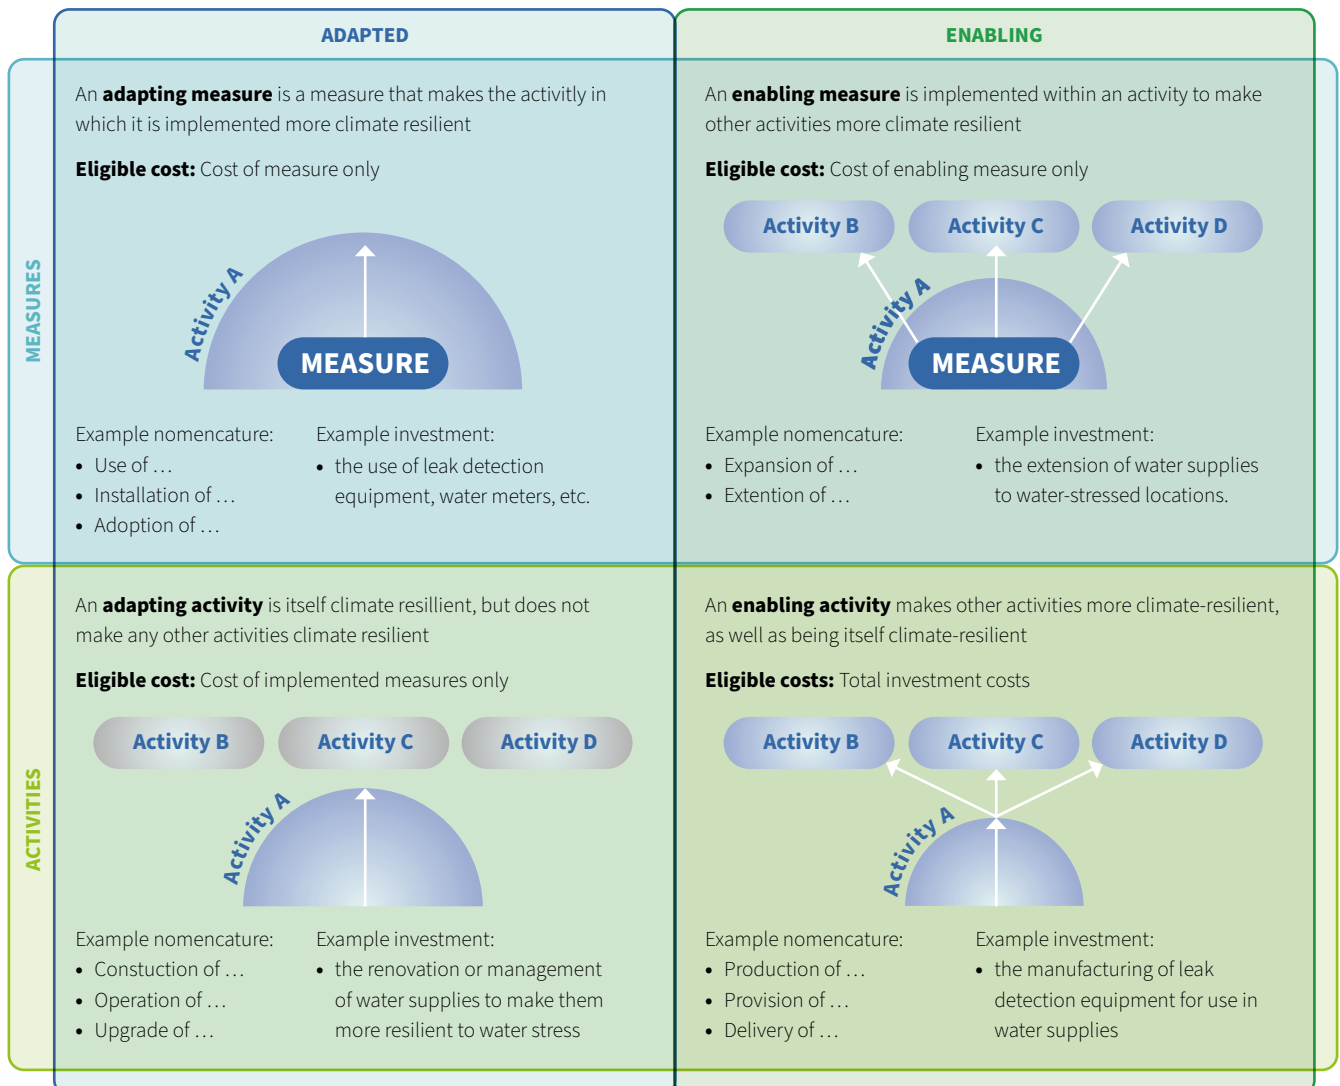 ADAPTED
ENABLING
MEASURES
An adapting measure is a measure that makes the activitly in
which it is implemented more climate resilient
Eligible cost: Cost of measure only
Activity A
MEASURE
Example nomencature:
• Use of …
• Installation of …
• Adoption of …
Example investment:
• the use of leak detection
equipment, water meters, etc.
An enabling measure is implemented within an activity to make
other activities more climate resilient
Eligible cost: Cost of enabling measure only
Activity B
Activity C
Activity D
Activity A
MEASURE
Example nomencature:
• Expansion of …
• Extention of …
Example investment:
• the extension of water supplies
to water-stressed locations.
ACTIVITIES
An adapting activity is itself climate resillient, but does not
make any other activities climate resilient
Eligible cost: Cost of implemented measures only
Activity B
Activity C
Activity D
Activity A
Example nomencature:
• Constuction of …
• Operation of …
• Upgrade of …
Example investment:
• the renovation or management
of water supplies to make them
more resilient to water stress
An enabling activity makes other activities more climate-resilient,
as well as being itself climate-resilient
Eligible costs: Total investment costs
Activity B
Activity C
Activity D
Activity A
Example nomencature:
• Production of …
• Provision of …
• Delivery of …
Example investment:
• the manufacturing of leak
detection equipment for use in
water supplies